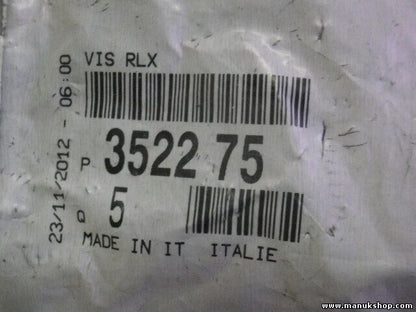 VIS RLX
P 3522 75
Q 5
MADE IN IT ITALIE
23/11/2012 - 06:00
www.manukshop.com